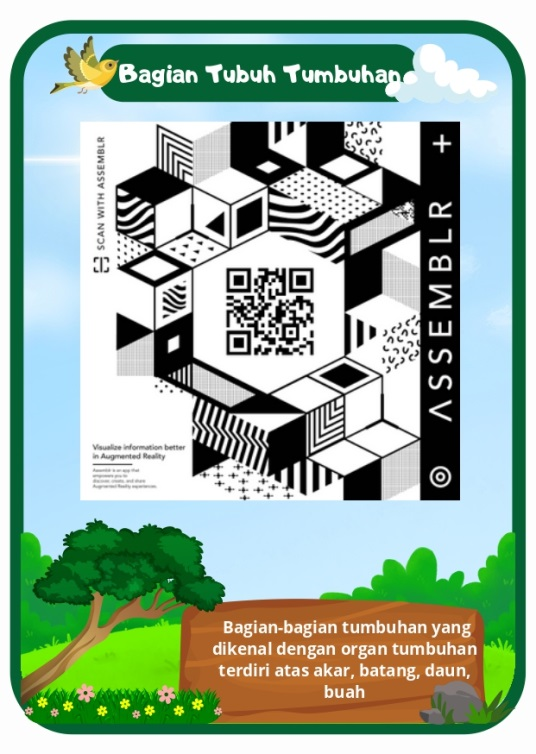 Bagian Tubuh Tumbuhan
SCAN WITH ASSEMBLR
ASSEMBLR
Visualize information better
in Augmented Reality
Assemblr is an app that
empowers you to
discover, create, and share
Augmented Reality experiences.
Bagian-bagian tumbuhan yang
dikenal dengan organ tumbuhan
terdiri atas akar, batang, daun,
buah